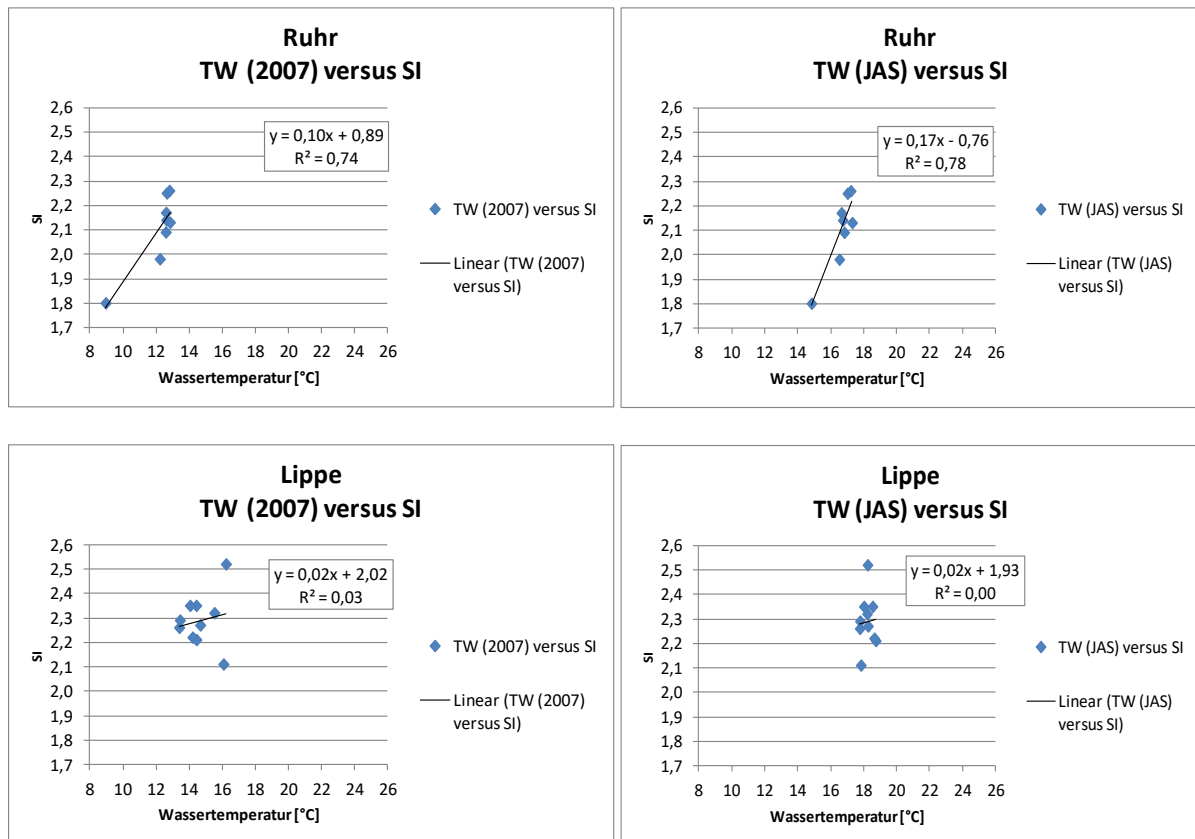 Ruhr
TW (2007) versus SI
2,6
2,5
2,4
2,3
2,2
2,1
2,0
1,9
1,8
1,7
SI
y = 0,10x + 0,89
R² = 0,74
TW (2007) versus SI
Linear (TW (2007)
versus SI)
8 10 12 14 16 18 20 22 24 26
Wassertemperatur [°C]
Ruhr
TW (JAS) versus SI
2,6
2,5
2,4
2,3
2,2
2,1
2,0
1,9
1,8
1,7
SI
y = 0,17x - 0,76
R² = 0,78
TW (JAS) versus SI
Linear (TW (JAS)
versus SI)
8 10 12 14 16 18 20 22 24 26
Wassertemperatur [°C]
Lippe
TW (2007) versus SI
2,6
2,5
2,4
2,3
2,2
2,1
2,0
1,9
1,8
1,7
SI
y = 0,02x + 2,02
R² = 0,03
TW (2007) versus SI
Linear (TW (2007)
versus SI)
8 10 12 14 16 18 20 22 24 26
Wassertemperatur [°C]
Lippe
TW (JAS) versus SI
2,6
2,5
2,4
2,3
2,2
2,1
2,0
1,9
1,8
1,7
SI
y = 0,02x + 1,93
R² = 0,00
TW (JAS) versus SI
Linear (TW (JAS)
versus SI)
8 10 12 14 16 18 20 22 24 26
Wassertemperatur [°C]